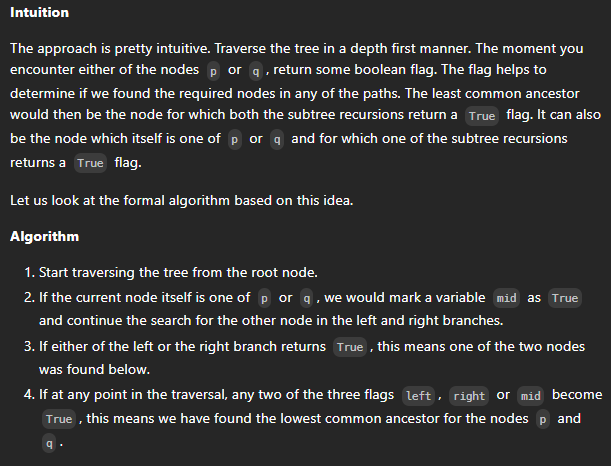 Intuition
The approach is pretty intuitive. Traverse the tree in a depth first manner. The moment you
encounter either of the nodes p or q , return some boolean flag. The flag helps to
determine if we found the required nodes in any of the paths. The least common ancestor
would then be the node for which both the subtree recursions return a True flag. It can also
be the node which itself is one of p or q and for which one of the subtree recursions
returns a True flag.
Let us look at the formal algorithm based on this idea.
Algorithm
1. Start traversing the tree from the root node.
2. If the current node itself is one of p or q , we would mark a variable mid as True
and continue the search for the other node in the left and right branches.
3. If either of the left or the right branch returns True , this means one of the two nodes
was found below.
4. If at any point in the traversal, any two of the three flags left , right or mid become
True , this means we have found the lowest common ancestor for the nodes p and
q .